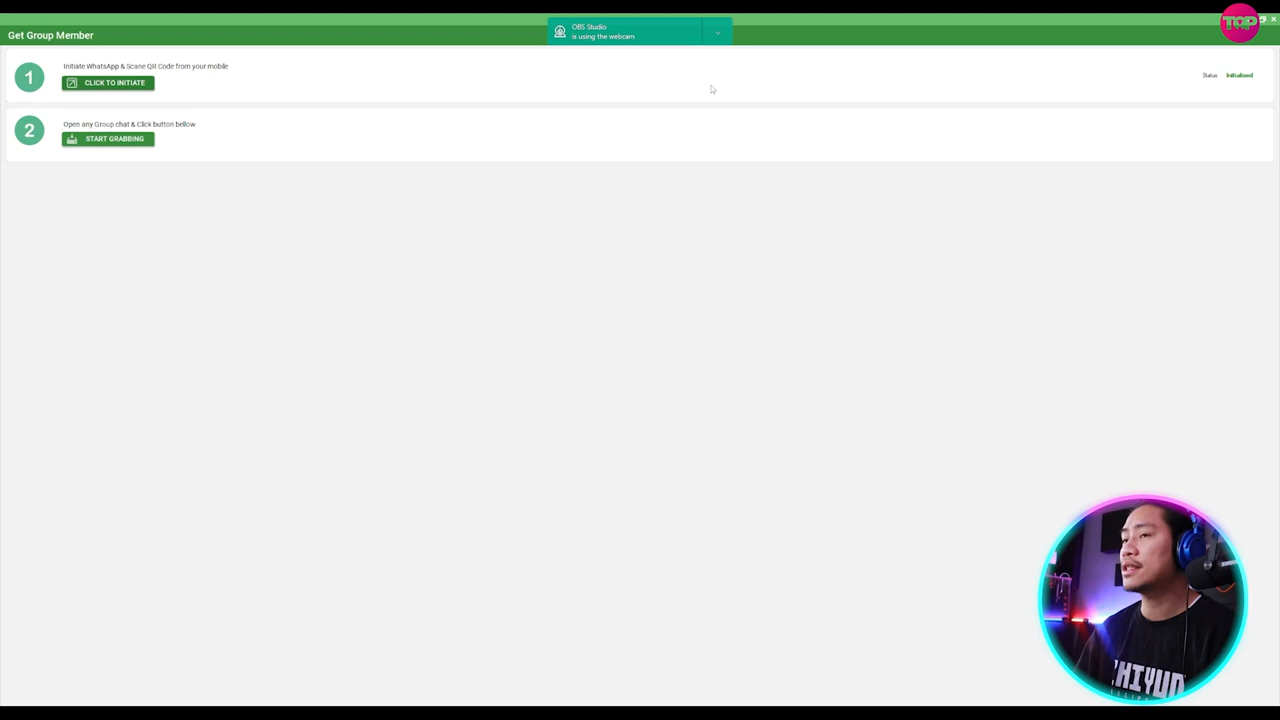 TOP
OBS Studio
is using the webcam
Get Group Member
1
Initiate WhatsApp & Scane QR Code from your mobile
CLICK TO INITIATE
Status
Initialised
2
Open any Group chat & Click button bellow
START GRABBING